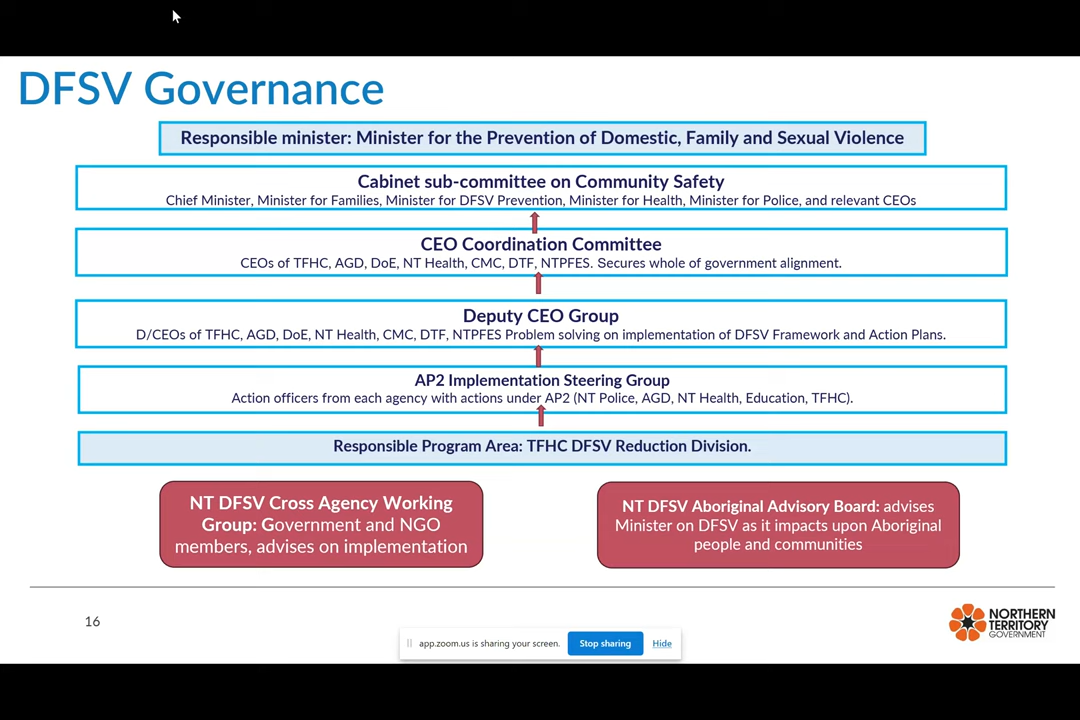 DFSV Governance
Responsible minister: Minister for the Prevention of Domestic, Family and Sexual Violence
Cabinet sub-committee on Community Safety
Chief Minister, Minister for Families, Minister for DFSV Prevention, Minister for Health, Minister for Police, and relevant CEOs
CEO Coordination Committee
CEOs of TFHC, AGD, DoE, NT Health, CMC, DTF, NTPFES. Secures whole of government alignment.
Deputy CEO Group
D/CEOs of TFHC, AGD, DoE, NT Health, CMC, DTF, NTPFES Problem solving on implementation of DFSV Framework and Action Plans.
AP2 Implementation Steering Group
Action officers from each agency with actions under AP2 (NT Police, AGD, NT Health, Education, TFHC).
Responsible Program Area: TFHC DFSV Reduction Division.
NT DFSV Cross Agency Working
Group: Government and NGO
members, advises on implementation
NT DFSV Aboriginal Advisory Board: advises
Minister on DFSV as it impacts upon Aboriginal
people and communities
16
NORTHERN
TERRITORY
GOVERNMENT
app.zoom.us is sharing your screen. Stop sharing Hide